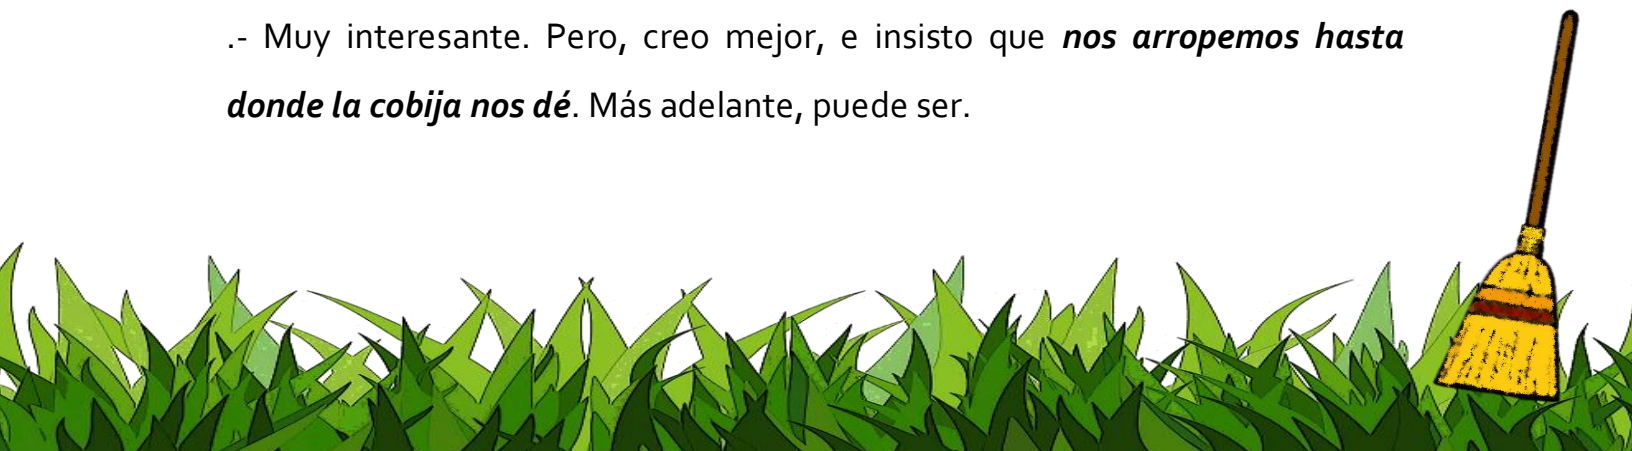 .- Muy interesante. Pero, creo mejor, e insisto que nos arropemos hasta
donde la cobija nos dé. Más adelante, puede ser.